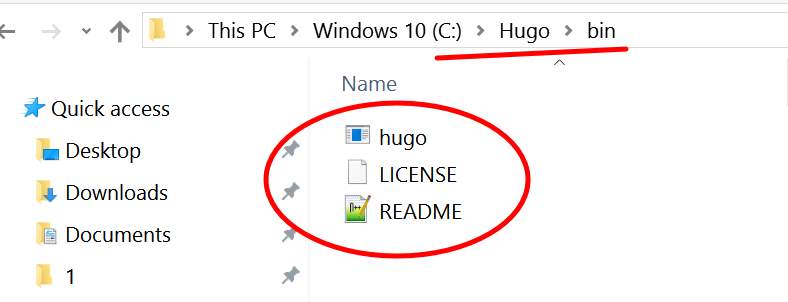 This PC > Windows 10 (C:) > Hugo > bin
Name
Quick access
Desktop
Downloads
Documents
1
hugo
LICENSE
README